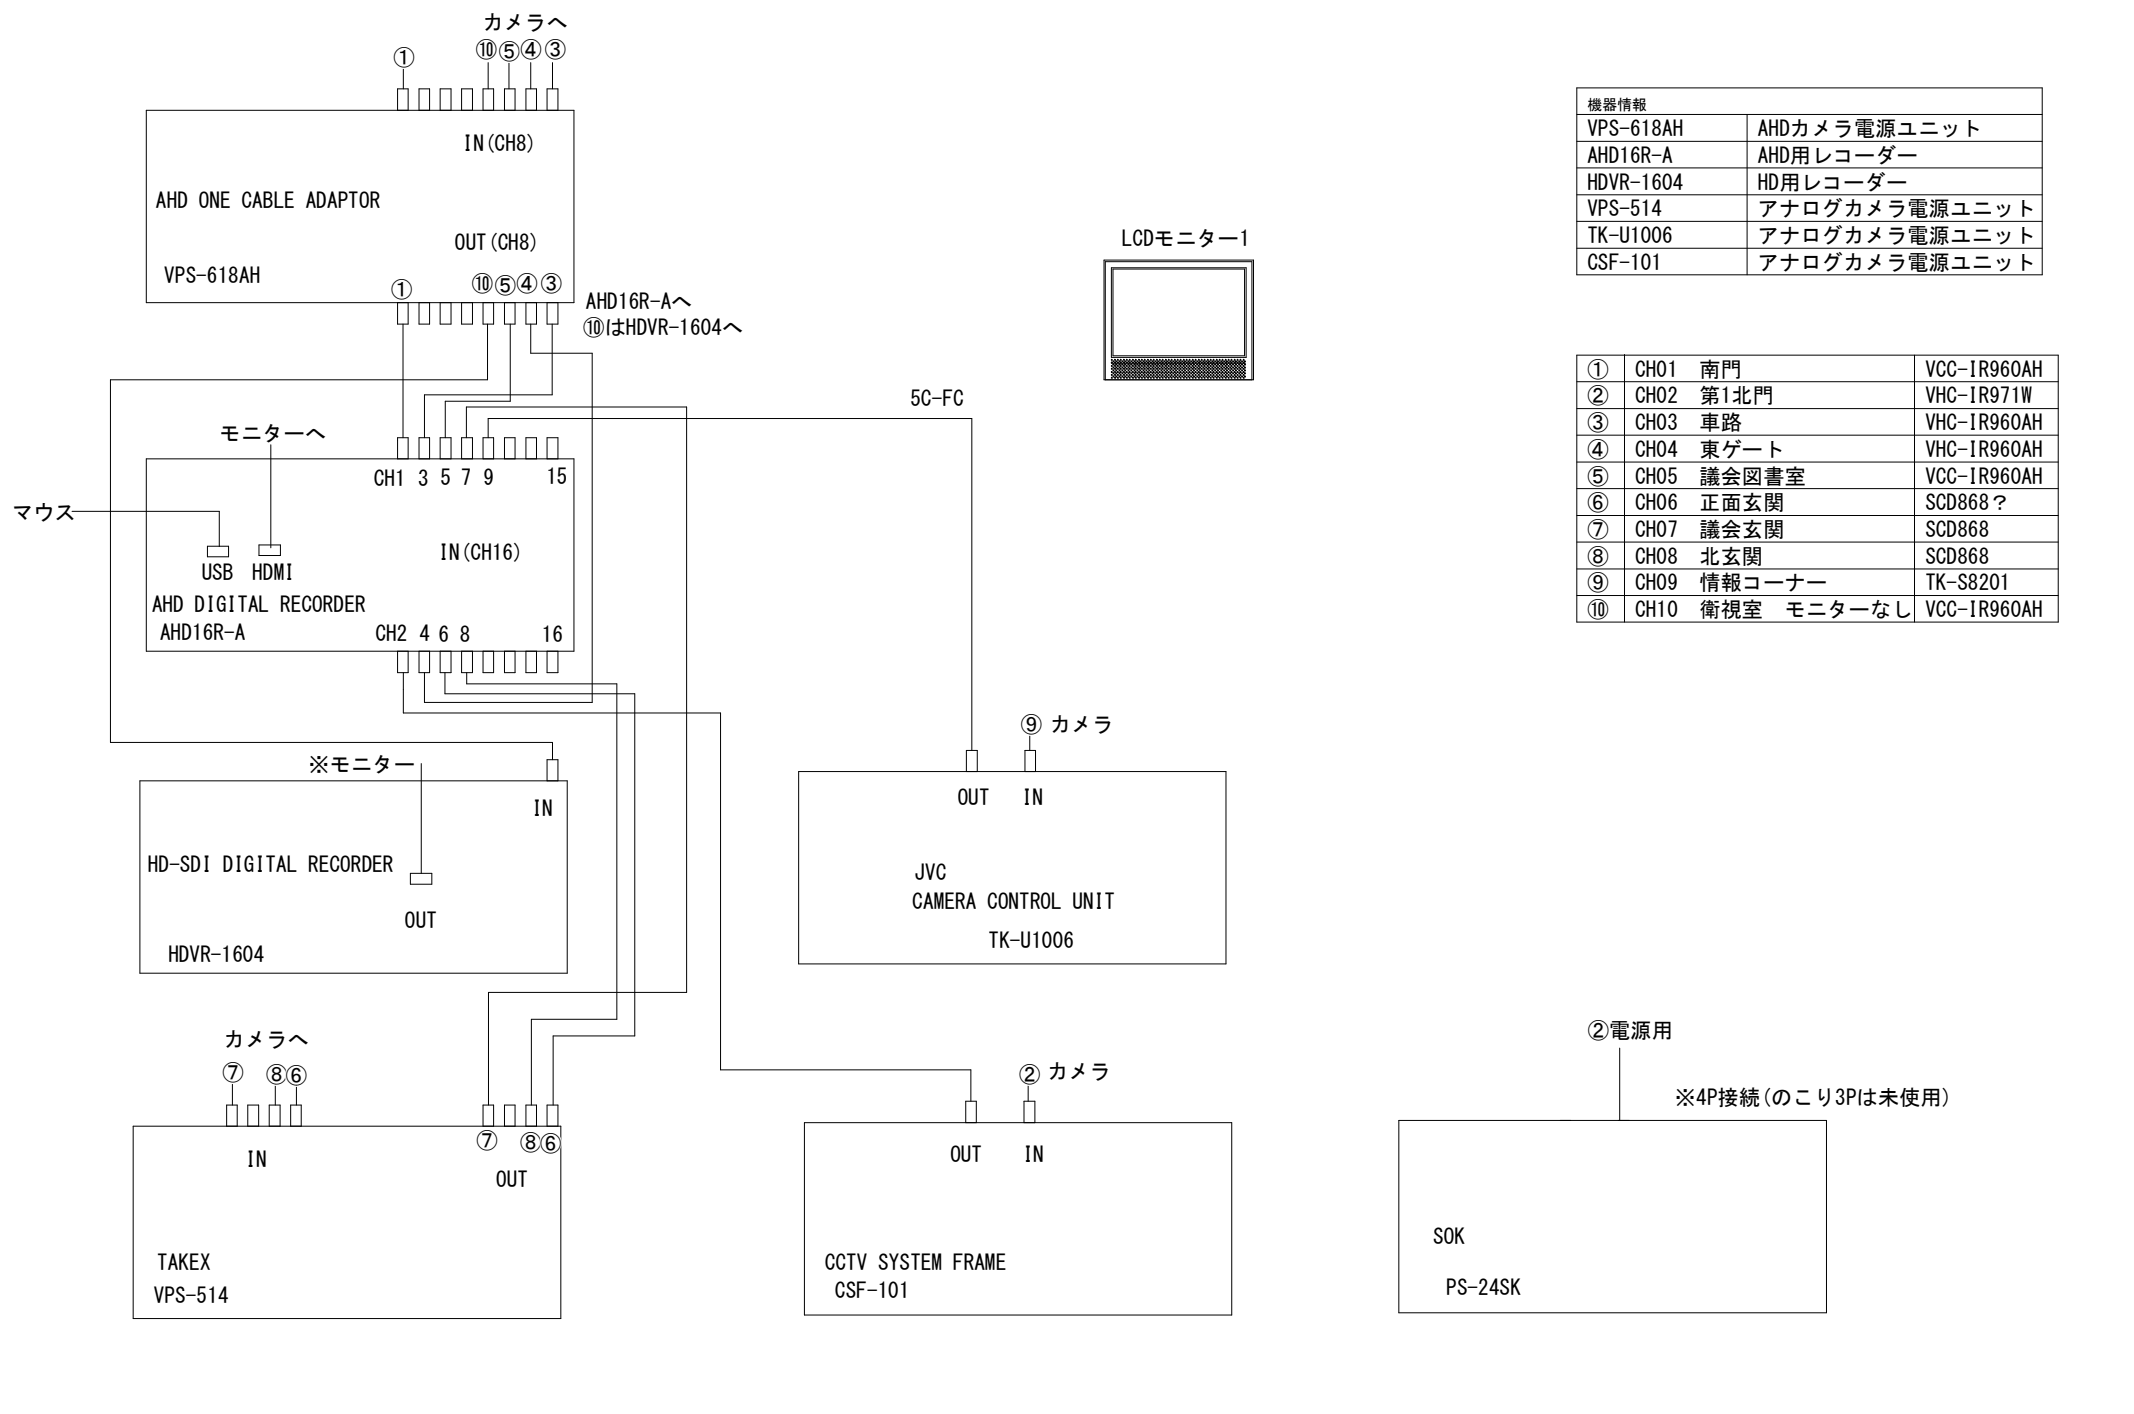 カメラへ
① ⑩⑤④③
IN(CH8)
AHD ONE CABLE ADAPTOR
OUT(CH8)
VPS-618AH
① ⑩⑤④③
AHD16R-Aへ
⑩はHDVR-1604へ
LCDモニター1
5C-FC
モニターへ
CH1 3 5 7 9 15
マウス
IN(CH16)
USB HDMI
AHD DIGITAL RECORDER
AHD16R-A
CH2 4 6 8 16
※モニター
IN
HD-SDI DIGITAL RECORDER
OUT
HDVR-1604
⑨ カメラ
OUT IN
JVC
CAMERA CONTROL UNIT
TK-U1006
カメラへ
⑦ ⑧⑥
⑦ ⑧⑥
IN
OUT
TAKEX
VPS-514
② カメラ
OUT IN
CCTV SYSTEM FRAME
CSF-101
②電源用
※4P接続(のこり3Pは未使用)
SOK
PS-24SK
機器情報
VPS-618AH AHDカメラ電源ユニット
AHD16R-A AHD用レコーダー
HDVR-1604 HD用レコーダー
VPS-514 アナログカメラ電源ユニット
TK-U1006 アナログカメラ電源ユニット
CSF-101 アナログカメラ電源ユニット
① CH01 南門 VCC-IR960AH
② CH02 第1北門 VHC-IR971W
③ CH03 車路 VHC-IR960AH
④ CH04 東ゲート VHC-IR960AH
⑤ CH05 議会図書室 VCC-IR960AH
⑥ CH06 正面玄関 SCD868？
⑦ CH07 議会玄関 SCD868
⑧ CH08 北玄関 SCD868
⑨ CH09 情報コーナー TK-S8201
⑩ CH10 衛視室 モニターなし VCC-IR960AH